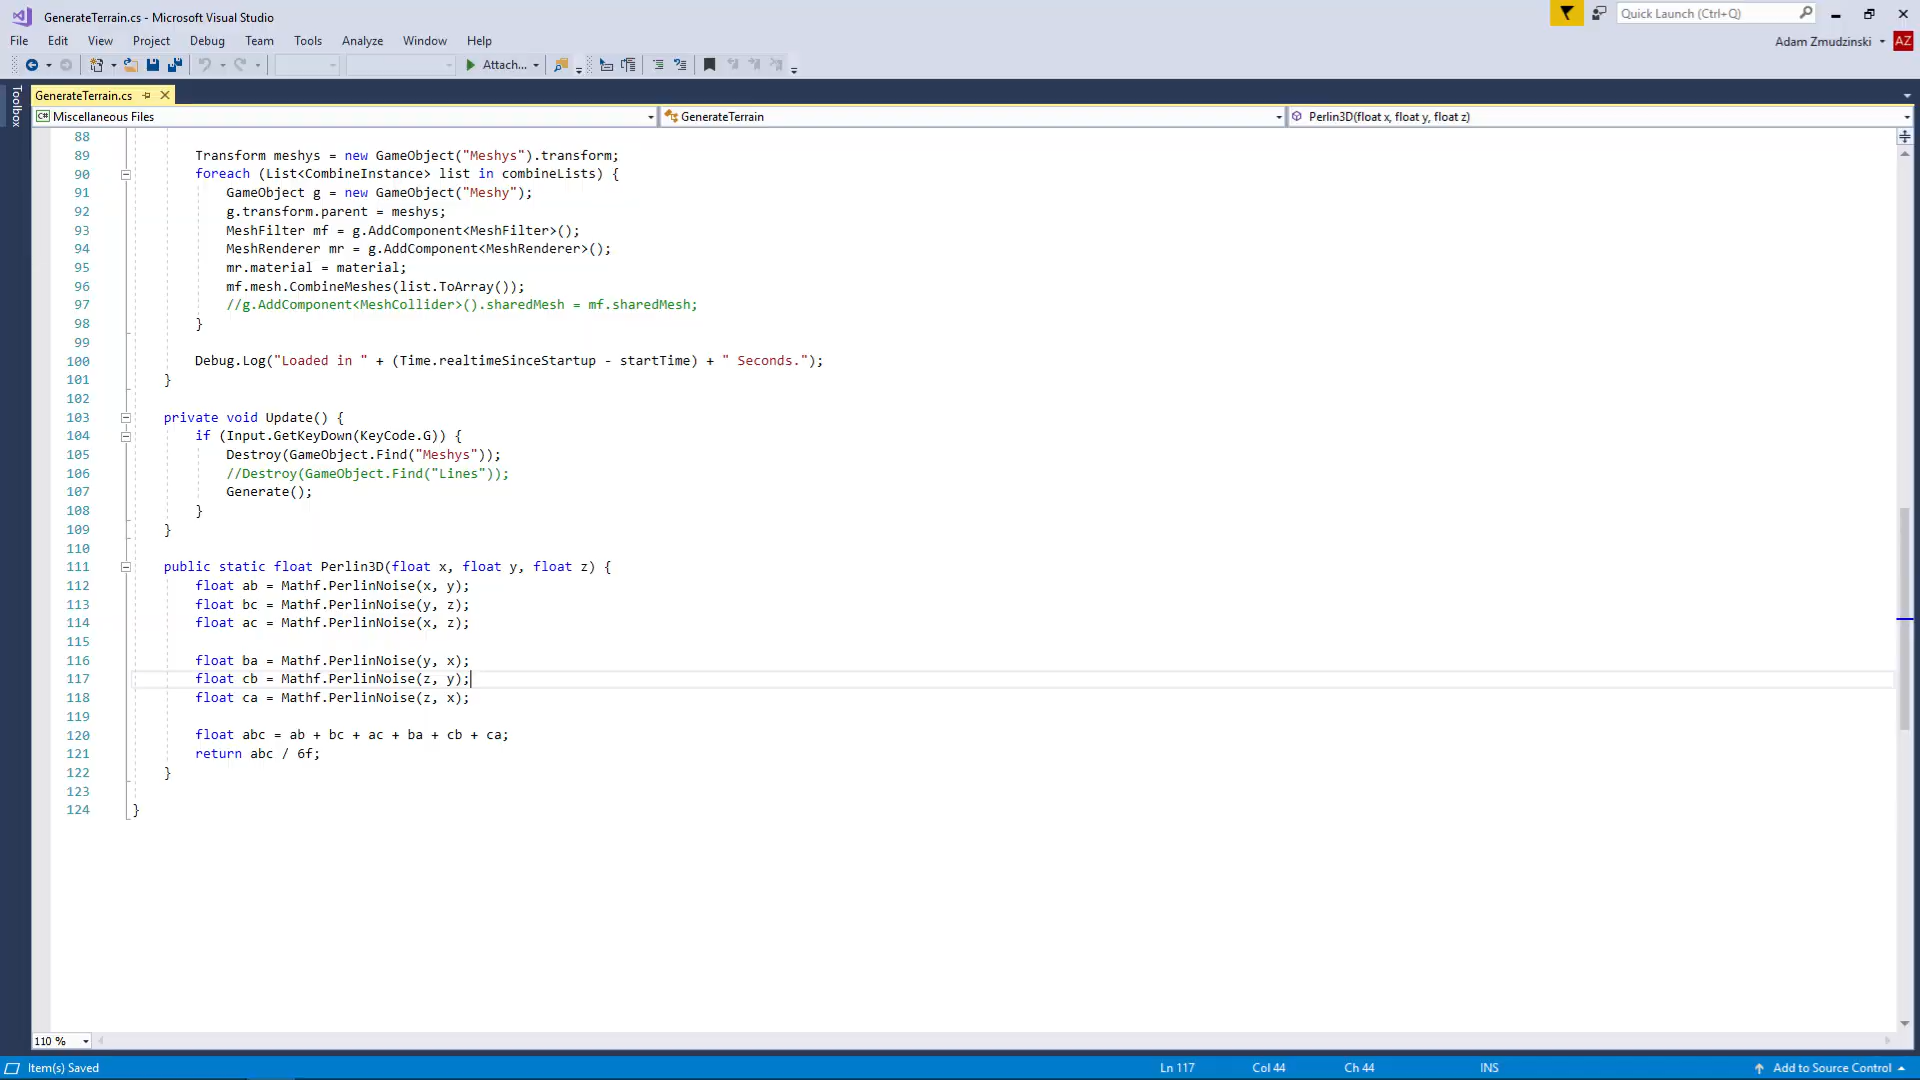 GenerateTerrain.cs - Microsoft Visual Studio
Quick Launch (Ctrl+Q)
File Edit View Project Debug Team Tools Analyze Window Help
Adam Zmudzinski AZ
Attach...
Toolbox
GenerateTerrain.cs
C# Miscellaneous Files GenerateTerrain Perlin3D(float x, float y, float z)
88
89 Transform meshys = new GameObject("Meshys").transform;
90 foreach (List<CombineInstance> list in combineLists) {
91 GameObject g = new GameObject("Meshy");
92 g.transform.parent = meshys;
93 MeshFilter mf = g.AddComponent<MeshFilter>();
94 MeshRenderer mr = g.AddComponent<MeshRenderer>();
95 mr.material = material;
96 mf.mesh.CombineMeshes(list.ToArray());
97 //g.AddComponent<MeshCollider>().sharedMesh = mf.sharedMesh;
98 }
99
100 Debug.Log("Loaded in " + (Time.realtimeSinceStartup - startTime) + " Seconds.");
101 }
102
103 private void Update() {
104 if (Input.GetKeyDown(KeyCode.G)) {
105 Destroy(GameObject.Find("Meshys"));
106 //Destroy(GameObject.Find("Lines"));
107 Generate();
108 }
109 }
110
111 public static float Perlin3D(float x, float y, float z) {
112 float ab = Mathf.PerlinNoise(x, y);
113 float bc = Mathf.PerlinNoise(y, z);
114 float ac = Mathf.PerlinNoise(x, z);
115
116 float ba = Mathf.PerlinNoise(y, x);
117 float cb = Mathf.PerlinNoise(z, y);
118 float ca = Mathf.PerlinNoise(z, x);
119
120 float abc = ab + bc + ac + ba + cb + ca;
121 return abc / 6f;
122 }
123
124 }
110 %
Item(s) Saved Ln 117 Col 44 Ch 44 INS Add to Source Control